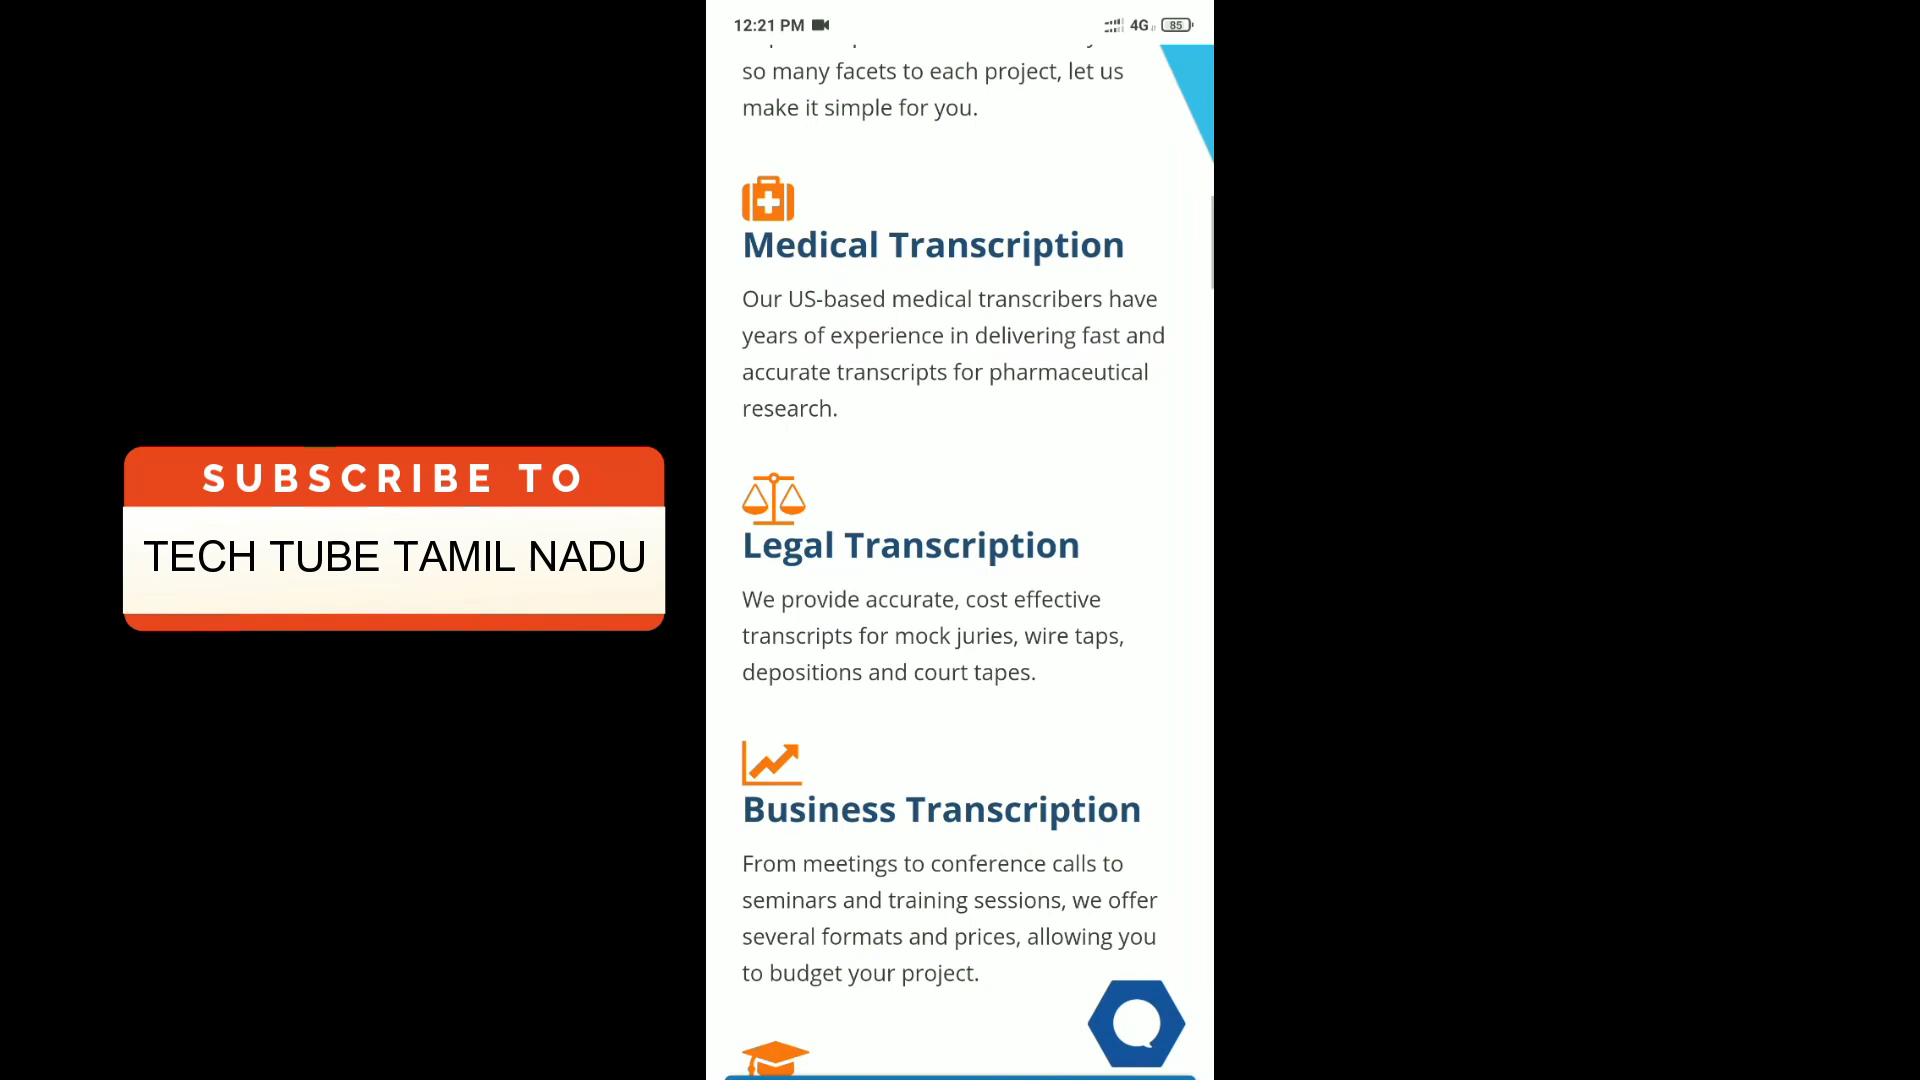 SUBSCRIBE TO
TECH TUBE TAMIL NADU
12:21 PM
4G
85
so many facets to each project, let us
make it simple for you.
Medical Transcription
Our US-based medical transcribers have
years of experience in delivering fast and
accurate transcripts for pharmaceutical
research.
Legal Transcription
We provide accurate, cost effective
transcripts for mock juries, wire taps,
depositions and court tapes.
Business Transcription
From meetings to conference calls to
seminars and training sessions, we offer
several formats and prices, allowing you
to budget your project.